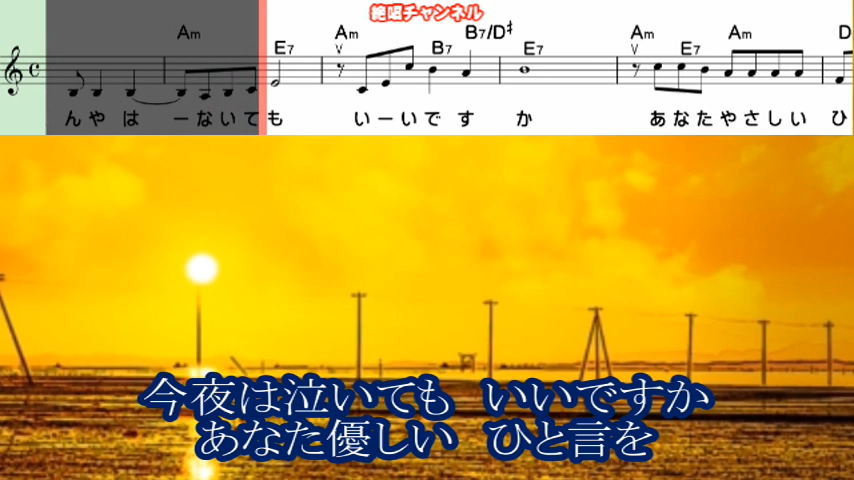 絶唱チャンネル
Am E7 Am B7 B7/D♯ E7 Am E7 Am D
んやは ーないても いーいです か あなたやさしい ひ
今夜は泣いても いいですか
あなた優しい ひと言を